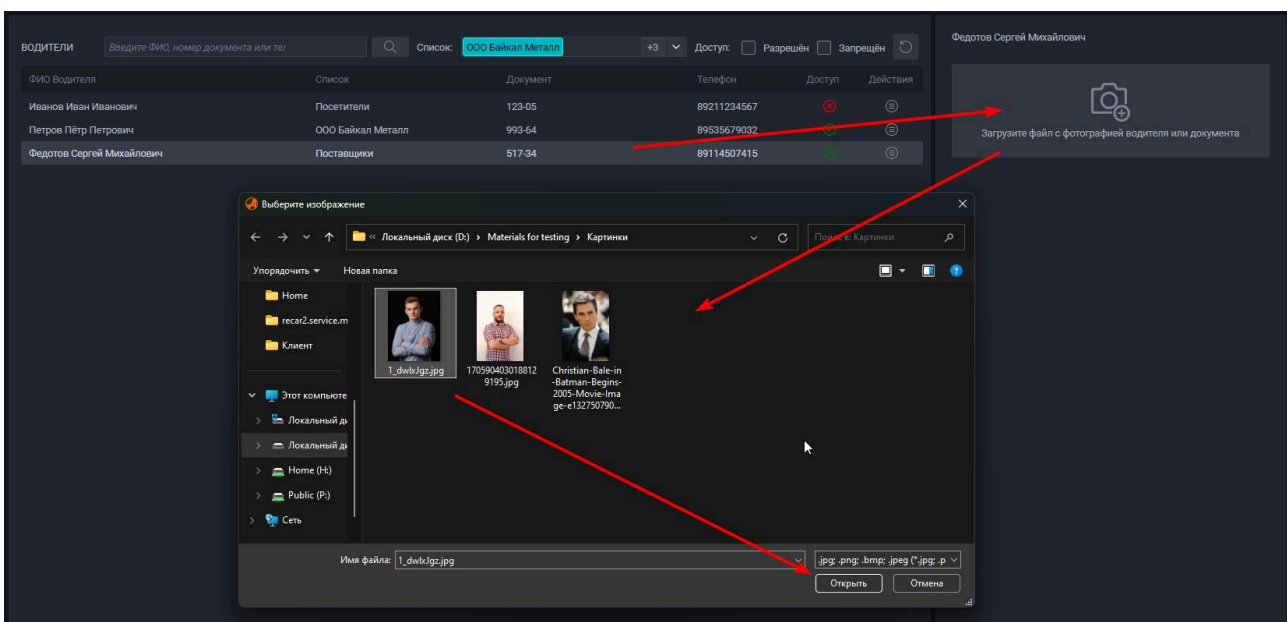 ВОДИТЕЛИ Введите ФИО, номер документа или те Список: ООО Байкал Металл +3 Доступ: Разрешён Запрещён
Федотов Сергей Михайлович
ФИО Водителя Список Документ Телефон Доступ Действия
Иванов Иван Иванович Посетители 123-05 89211234567
Петров Пётр Петрович ООО Байкал Металл 993-64 89535679032
Федотов Сергей Михайлович Поставщики 517-34 89114507415
Загрузите файл с фотографией водителя или документа
Выберите изображение
« Локальный диск (D:) › Materials for testing › Картинки Поиск в: Картинки
Упорядочить Новая папка
Home
recar2.service.m
Клиент
Этот компьюте
Локальный ди
Локальный ди
Home (H:)
Public (P:)
Сеть
1_dwlxJgz.jpg
170590403018812
9195.jpg
Christian-Bale-in
-Batman-Begins-
2005-Movie-Ima
ge-e132750790...
Имя файла: 1_dwlxJgz.jpg .jpg; .png; .bmp; .jpeg (*.jpg; .p
Открыть Отмена